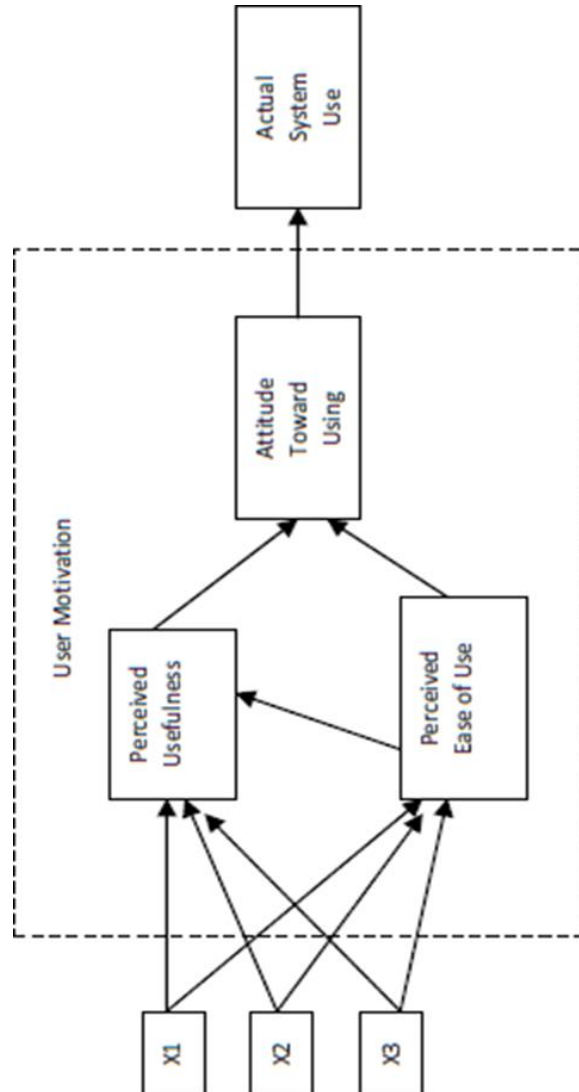 User Motivation
X1
X2
X3
Perceived
Usefulness
Perceived
Ease of Use
Attitude
Toward
Using
Actual
System
Use